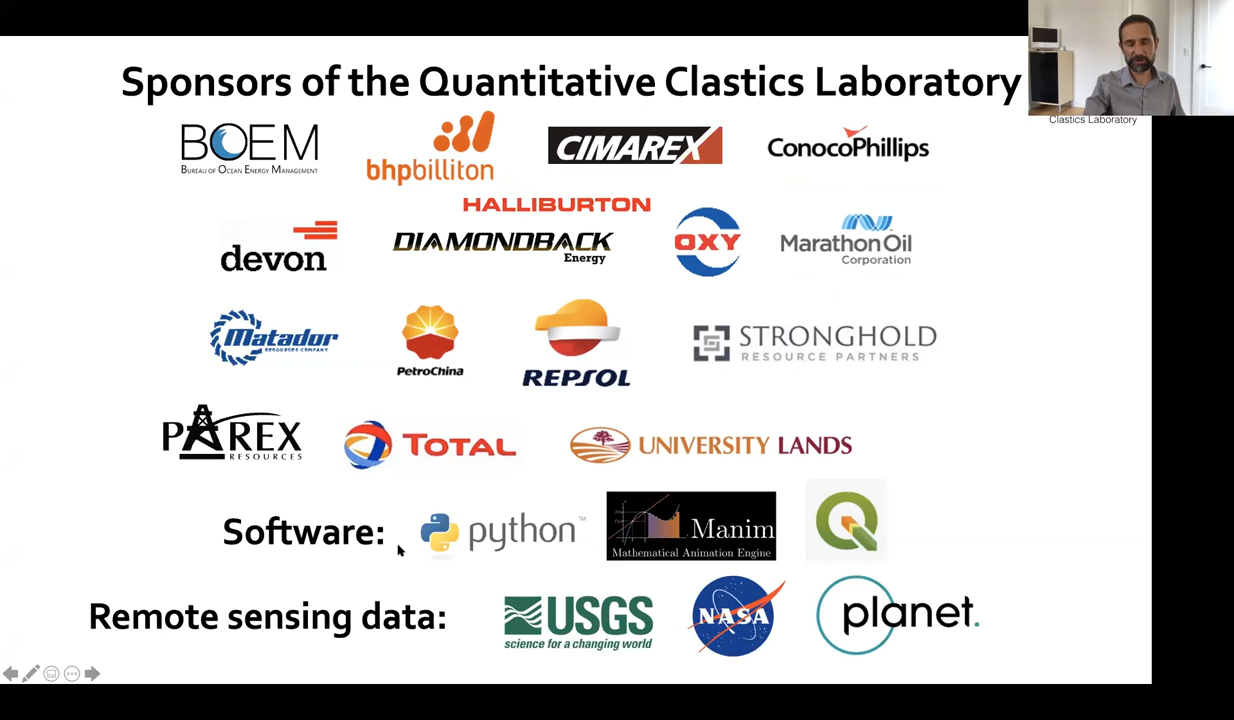 Sponsors of the Quantitative Clastics Laboratory
Clastics Laboratory
BOEM
BUREAU OF OCEAN ENERGY MANAGEMENT
bhpbilliton
CIMAREX
ConocoPhillips
HALLIBURTON
devon
DIAMONDBACK
Energy
OXY
Marathon Oil
Corporation
Matador
RESOURCES COMPANY
PetroChina
REPSOL
STRONGHOLD
RESOURCE PARTNERS
PAREX
RESOURCES
TOTAL
UNIVERSITY LANDS
Software:
python™
Manim
Mathematical Animation Engine
Remote sensing data:
USGS
science for a changing world
NASA
planet.